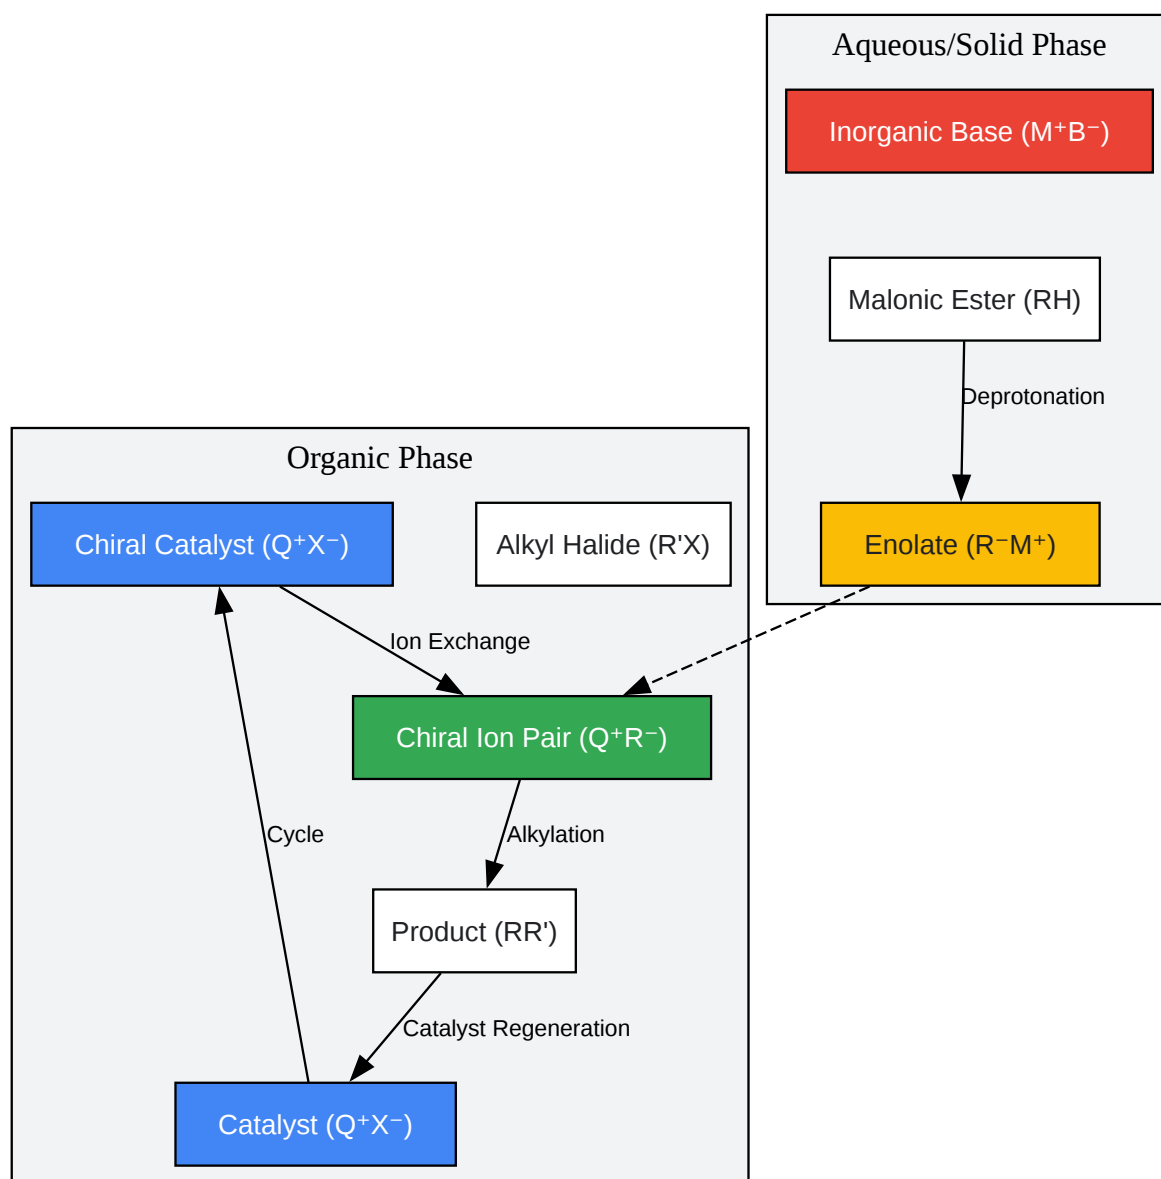 Aqueous/Solid Phase
Inorganic Base (M⁺B⁻)
Malonic Ester (RH)
Deprotonation
Enolate (R⁻M⁺)
Organic Phase
Chiral Catalyst (Q⁺X⁻)
Alkyl Halide (R'X)
Ion Exchange
Chiral Ion Pair (Q⁺R⁻)
Cycle
Alkylation
Product (RR')
Catalyst Regeneration
Catalyst (Q⁺X⁻)